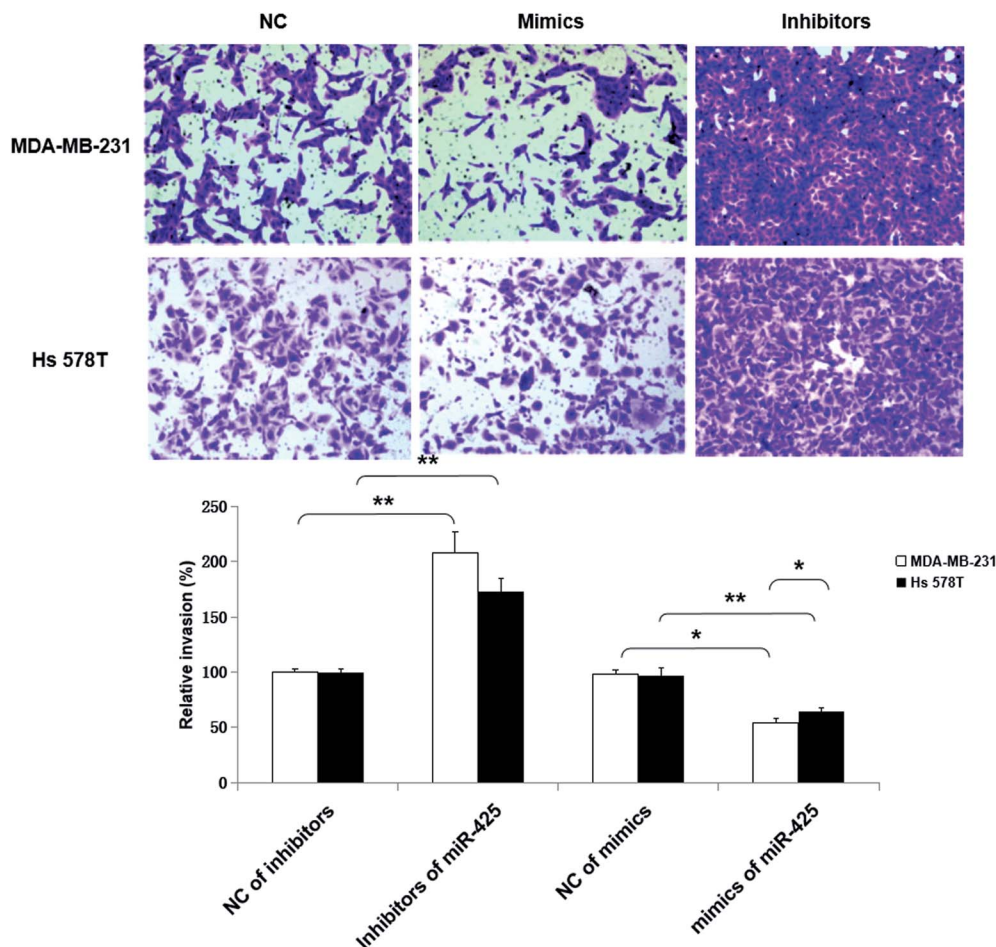 NC Mimics Inhibitors
MDA-MB-231
Hs 578T
**
**
250
200
150
100
50
0
Relative invasion (%)
MDA-MB-231
Hs 578T
*
**
*
NC of inhibitors
Inhibitors of miR-425
NC of mimics
mimics of miR-425